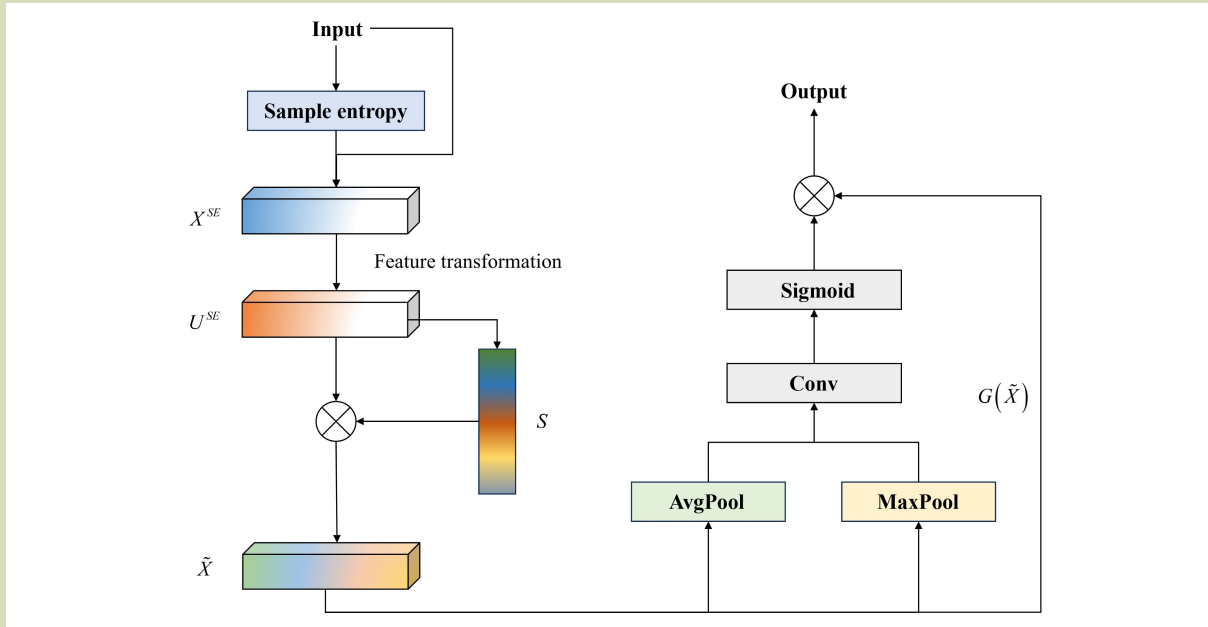 Input
Sample entropy
X^{SE}
Feature transformation
U^{SE}
S
X̃
Output
Sigmoid
Conv
G(X̃)
AvgPool
MaxPool